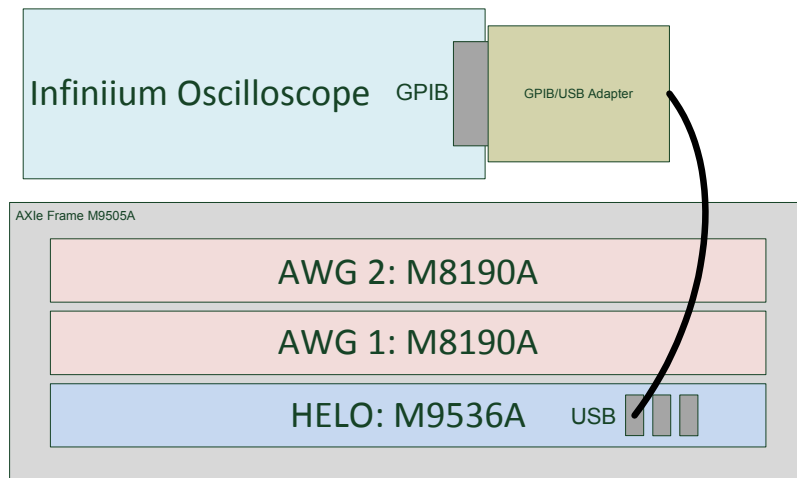 Infiniium Oscilloscope
GPIB
GPIB/USB Adapter
AXIe Frame M9505A
AWG 2: M8190A
AWG 1: M8190A
HELO: M9536A
USB